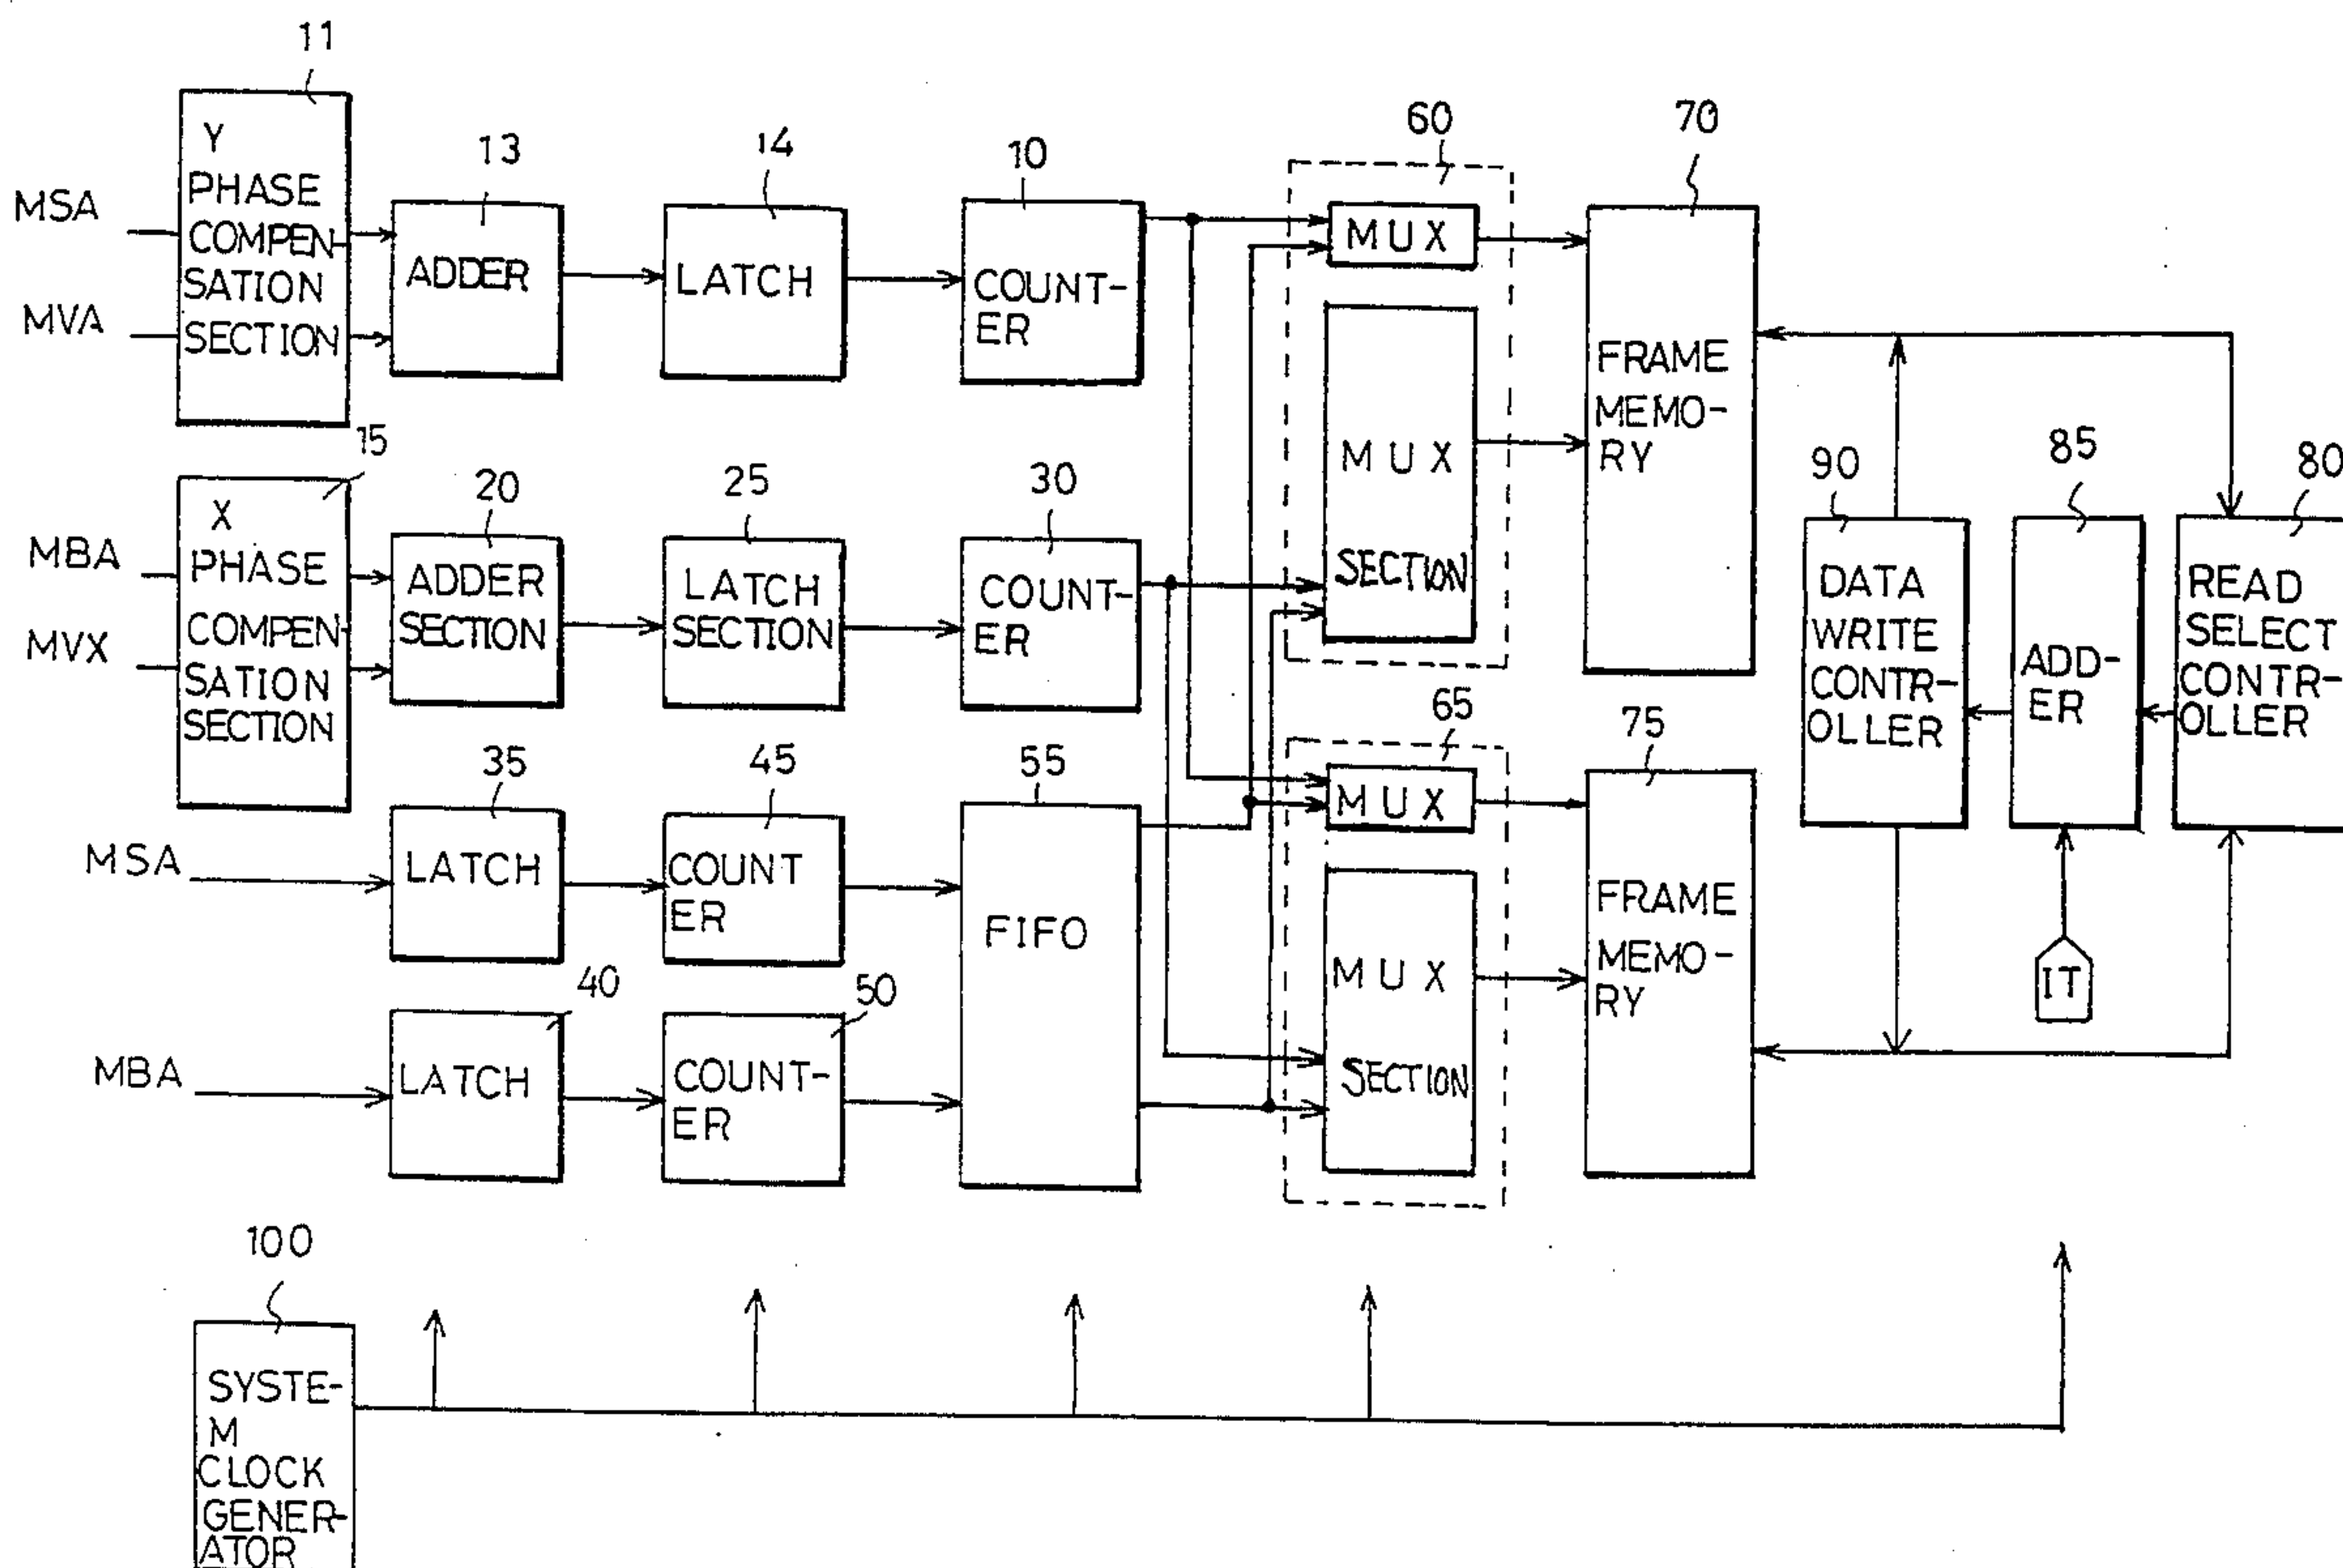 11
Y
PHASE
COMPEN-
SATION
SECTION
MSA
MVA
13
ADDER
14
LATCH
10
COUNT-
ER
60
MUX
MUX
SECTION
70
FRAME
MEMO-
RY
15
X
PHASE
COMPEN-
SATION
SECTION
MBA
MVX
20
ADDER
SECTION
25
LATCH
SECTION
30
COUNT-
ER
90
DATA
WRITE
CONTR-
OLLER
85
ADD-
ER
80
READ
SELECT
CONTR-
OLLER
IT
MSA
35
LATCH
45
COUNT
ER
55
FIFO
65
MUX
MUX
SECTION
75
FRAME
MEMO-
RY
MBA
40
LATCH
50
COUNT-
ER
100
SYSTE-
M
CLOCK
GENER-
ATOR